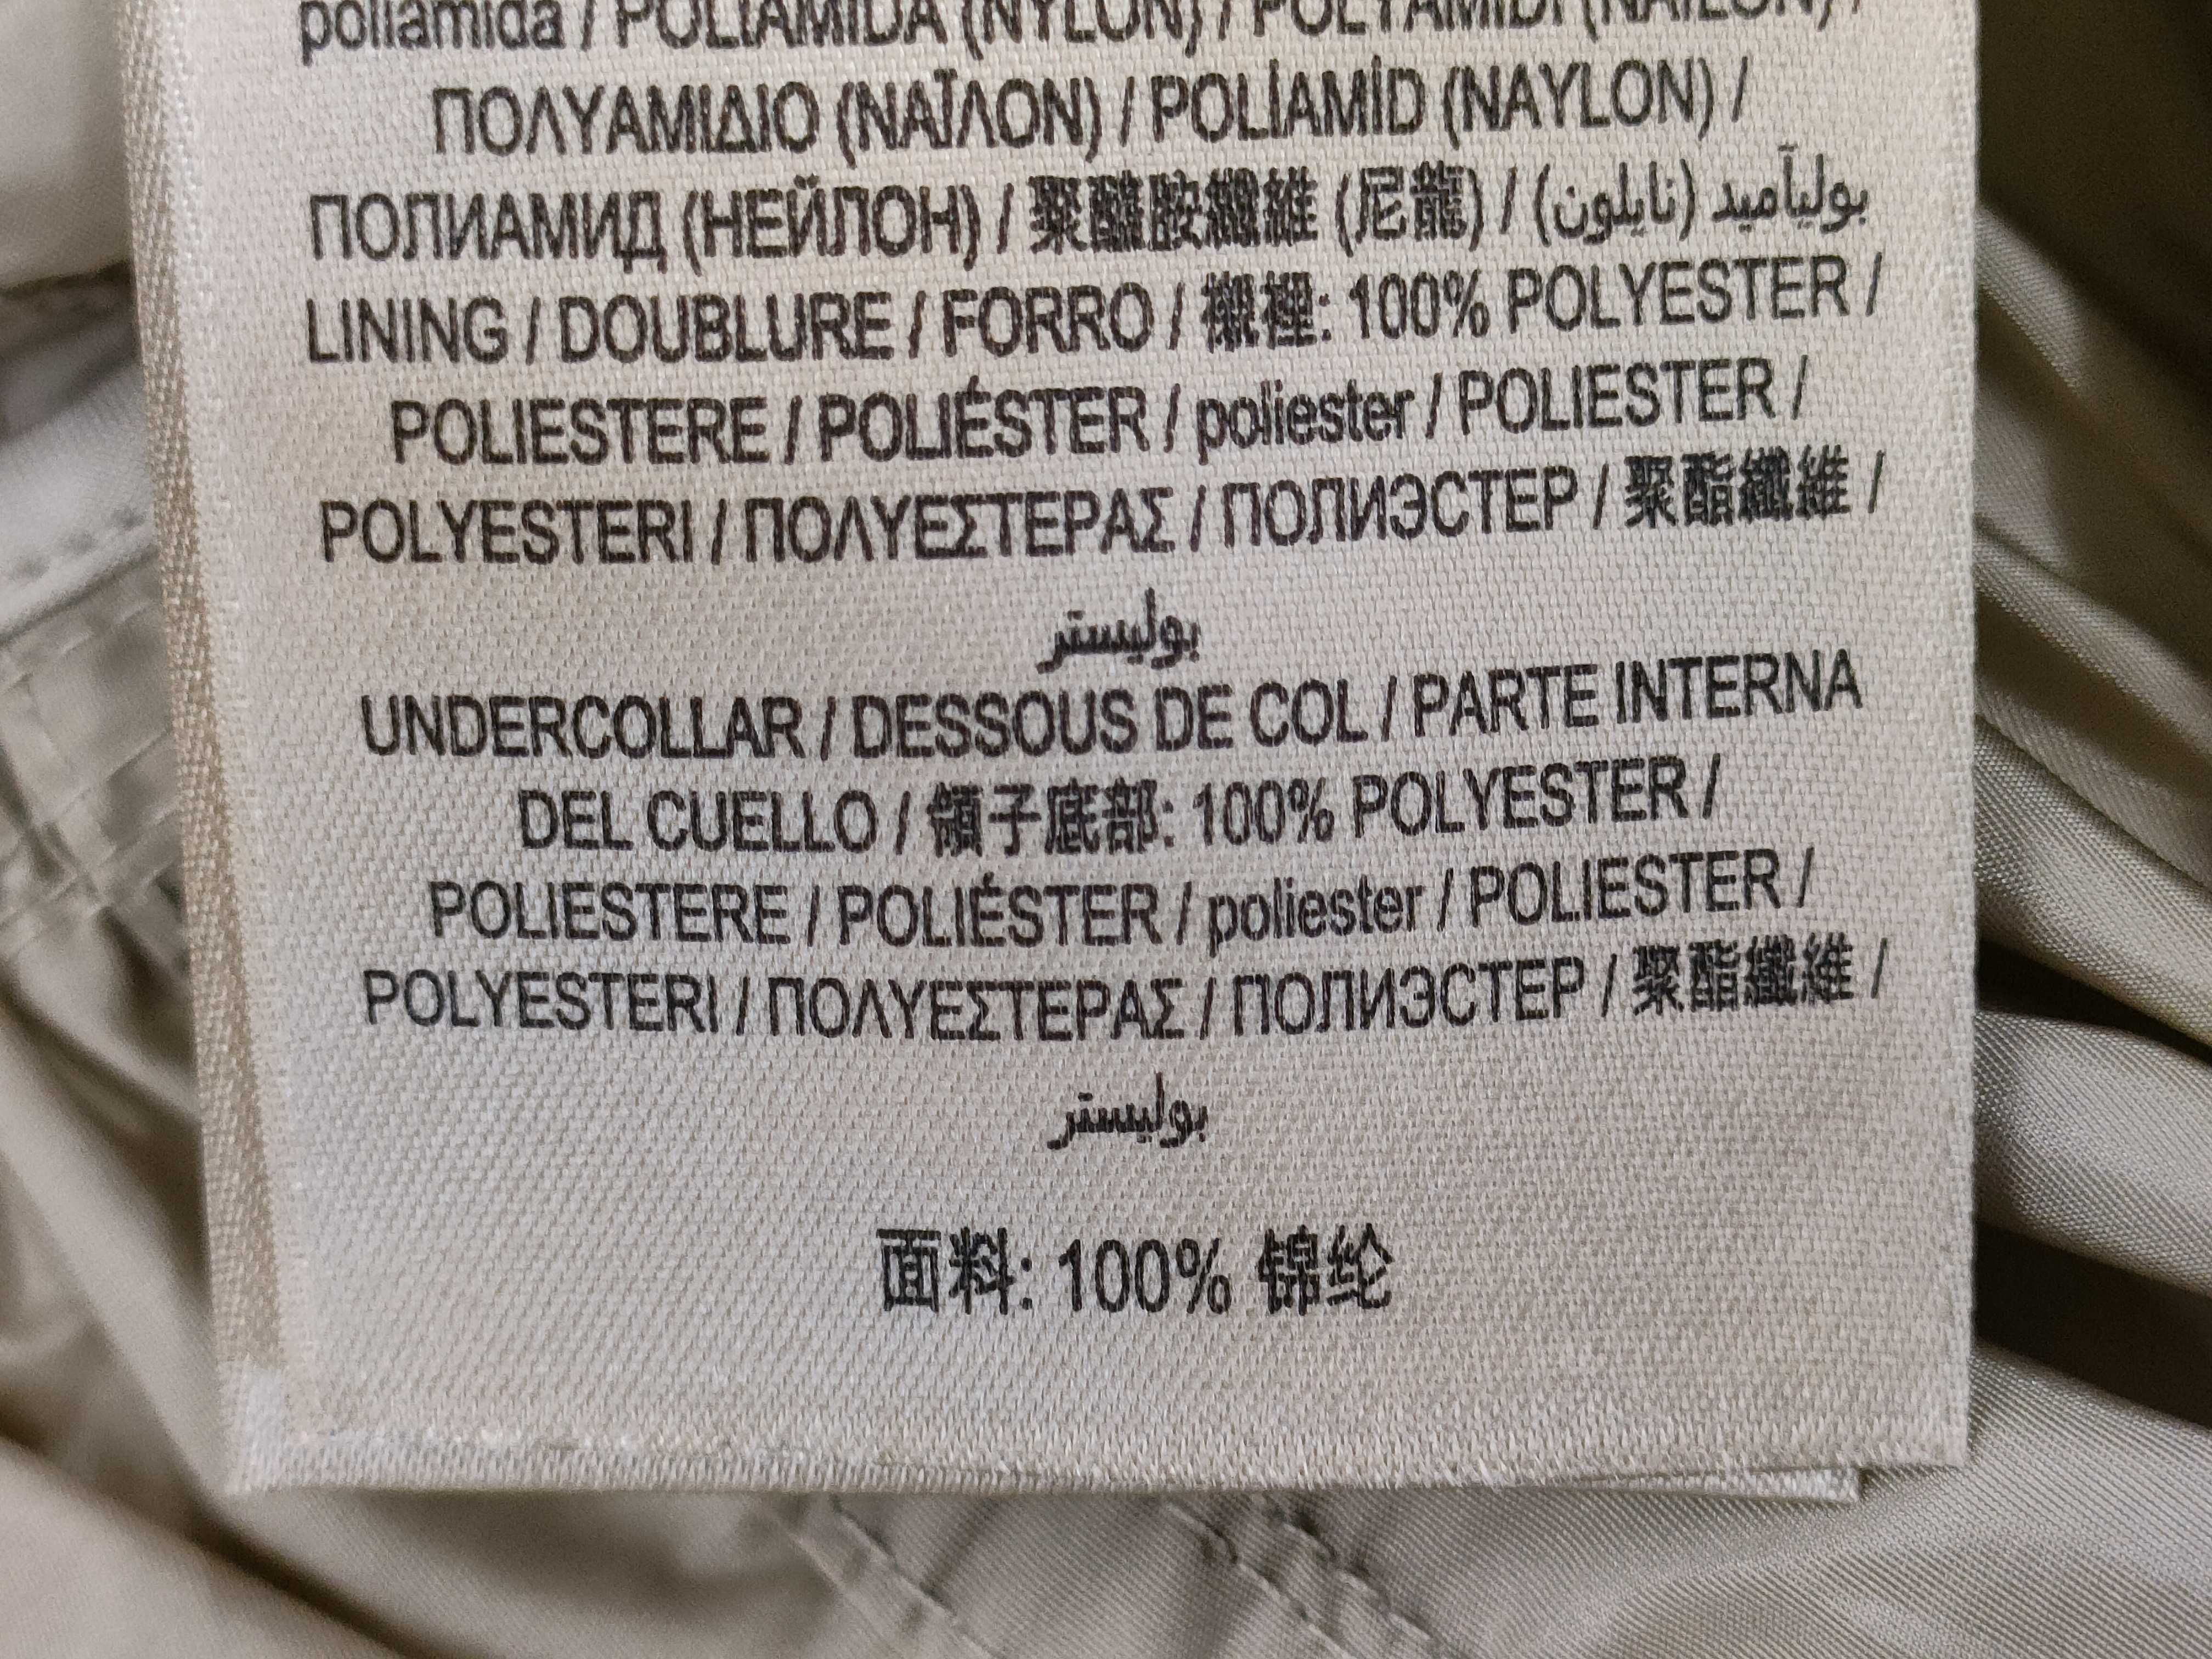 poliamida / POLIAMIDA (NYLON) / POLYAMIDI (NAILON) /
ΠΟΛΥΑΜΙΔΙΟ (ΝΑΪΛΟΝ) / POLİAMİD (NAYLON) /
ПОЛИАМИД (НЕЙЛОН) / 聚醯胺纖維 (尼龍) / بوليآميد (نايلون)
LINING / DOUBLURE / FORRO / 襯裡: 100% POLYESTER /
POLIESTERE / POLIÉSTER / poliester / POLIESTER /
POLYESTERI / ΠΟΛΥΕΣΤΕΡΑΣ / ПОЛИЭСТЕР / 聚酯纖維 /
بوليستر
UNDERCOLLAR / DESSOUS DE COL / PARTE INTERNA
DEL CUELLO / 領子底部: 100% POLYESTER /
POLIESTERE / POLIÉSTER / poliester / POLIESTER /
POLYESTERI / ΠΟΛΥΕΣΤΕΡΑΣ / ПОЛИЭСТЕР / 聚酯纖維 /
بوليستر
面料: 100% 锦纶